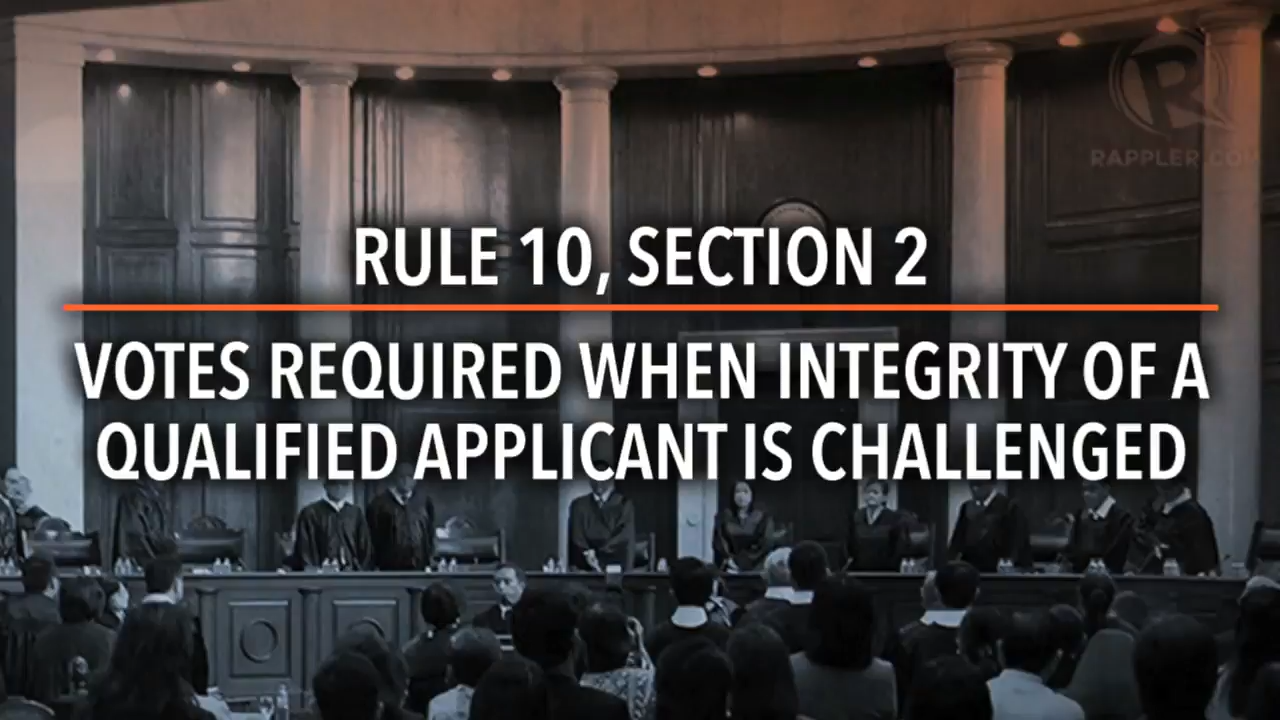 RAPPLER.COM
RULE 10, SECTION 2
VOTES REQUIRED WHEN INTEGRITY OF A
QUALIFIED APPLICANT IS CHALLENGED